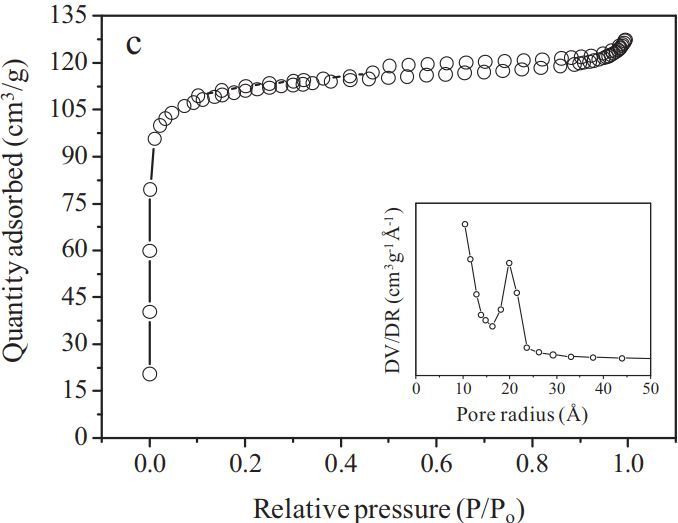 c
Quantity adsorbed (cm³/g)
135
120
105
90
75
60
45
30
15
0
0.0 0.2 0.4 0.6 0.8 1.0
Relative pressure (P/Pₒ)
DV/DR (cm³g⁻¹ Å⁻¹)
0 10 20 30 40 50
Pore radius (Å)